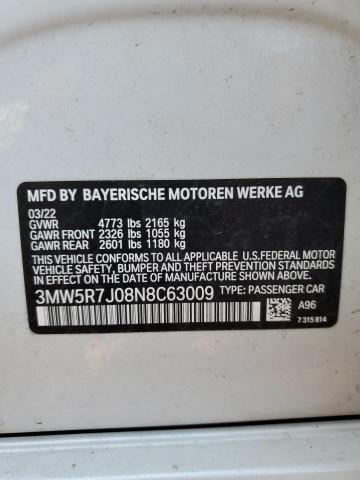 MFD BY BAYERISCHE MOTOREN WERKE AG
03/22
GVWR 4773 lbs 2165 kg
GAWR FRONT 2326 lbs 1055 kg
GAWR REAR 2601 lbs 1180 kg
THIS VEHICLE CONFORMS TO ALL APPLICABLE
U.S.FEDERAL MOTOR VEHICLE SAFETY, BUMPER,
AND THEFT PREVENTION STANDARDS IN EFFECT ON THE
DATE OF MANUFACTURE SHOWN ABOVE.
3MW5R7J08N8C63009 TYPE: PASSENGER CAR
A96
7 315 814